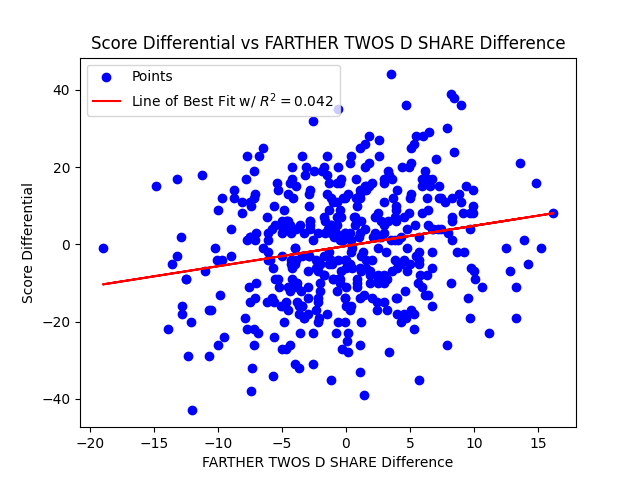 Score Differential vs FARTHER TWOS D SHARE Difference
Points
Line of Best Fit w/ $R^2 = 0.042$
Score Differential
40
20
0
−20
−40
−20 −15 −10 −5 0 5 10 15
FARTHER TWOS D SHARE Difference